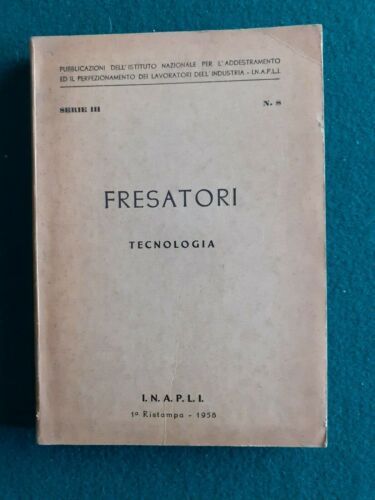 PUBBLICAZIONI DELL'ISTITUTO NAZIONALE PER L'ADDESTRAMENTO
ED IL PERFEZIONAMENTO DEI LAVORATORI DELL'INDUSTRIA - I.N.A.P.L.I.
SERIE III N. 8
FRESATORI
TECNOLOGIA
I.N.A.P.L.I.
1ª Ristampa - 1958